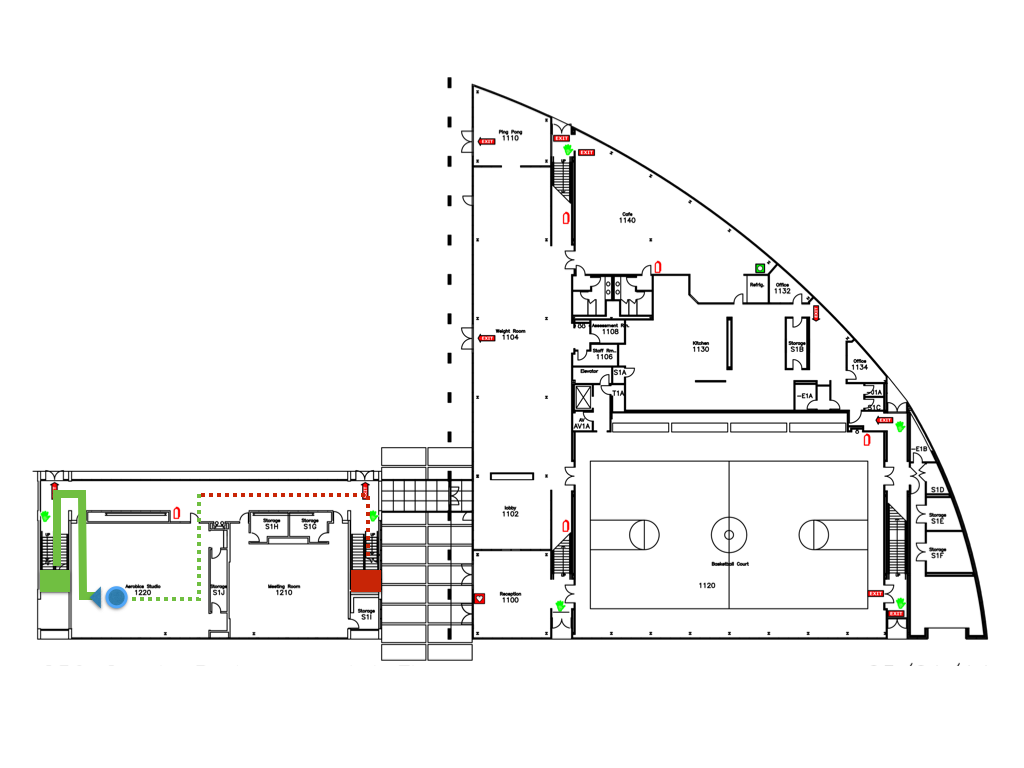 Ping Pong
1110
EXIT
EXIT
EXIT
Cafe
1140
Refrig.
Office
1132
EXIT
Weight Room
1104
EXIT
Assessment Rm.
1108
Staff Rm.
1106
Elevator
S1A
T1A
AV
AV1A
Kitchen
1130
Storage
S1B
Office
1134
E1A
S1C
EXIT
E1B
S1D
Storage
S1E
Storage
S1F
lobby
1102
Reception
1100
Basketball Court
1120
EXIT
EXIT
Storage
S1H
Storage
S1G
Aerobics Studio
1220
Storage
S1J
Meeting Room
1210
Storage
S1I